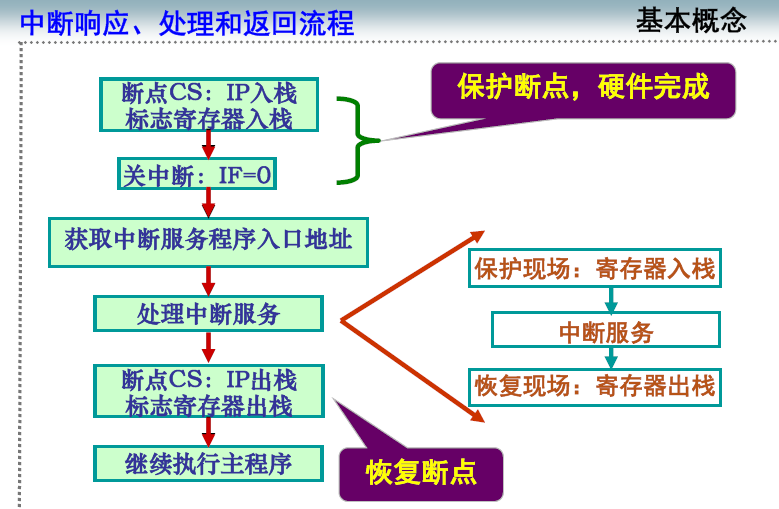 中断响应、处理和返回流程
基本概念
断点CS：IP入栈
标志寄存器入栈
保护断点，硬件完成
关中断：IF=0
获取中断服务程序入口地址
处理中断服务
断点CS：IP出栈
标志寄存器出栈
继续执行主程序
保护现场：寄存器入栈
中断服务
恢复现场：寄存器出栈
恢复断点